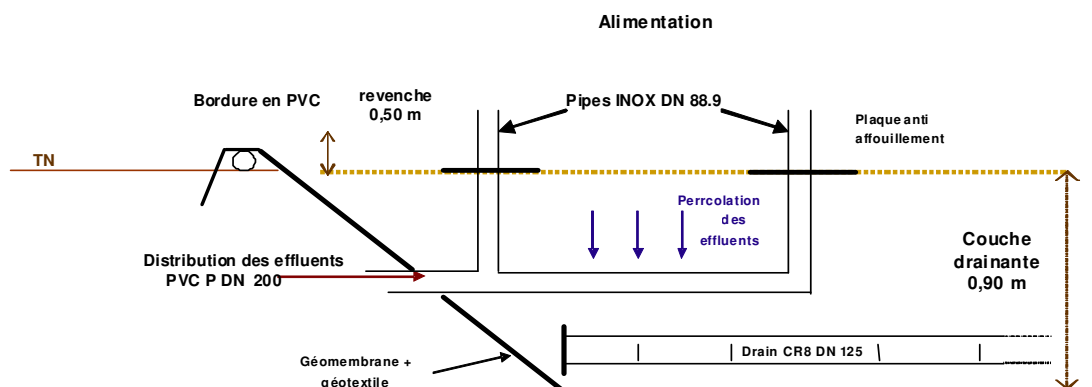 Alimentation
Bordure en PVC
revenche
0,50 m
Pipes INOX DN 88.9
Plaque anti
affouillement
TN
Perrcolation
des
effluents
Distribution des effluents
PVC P DN 200
Couche
drainante
0,90 m
Drain CR8 DN 125
Géomembrane +
géotextile